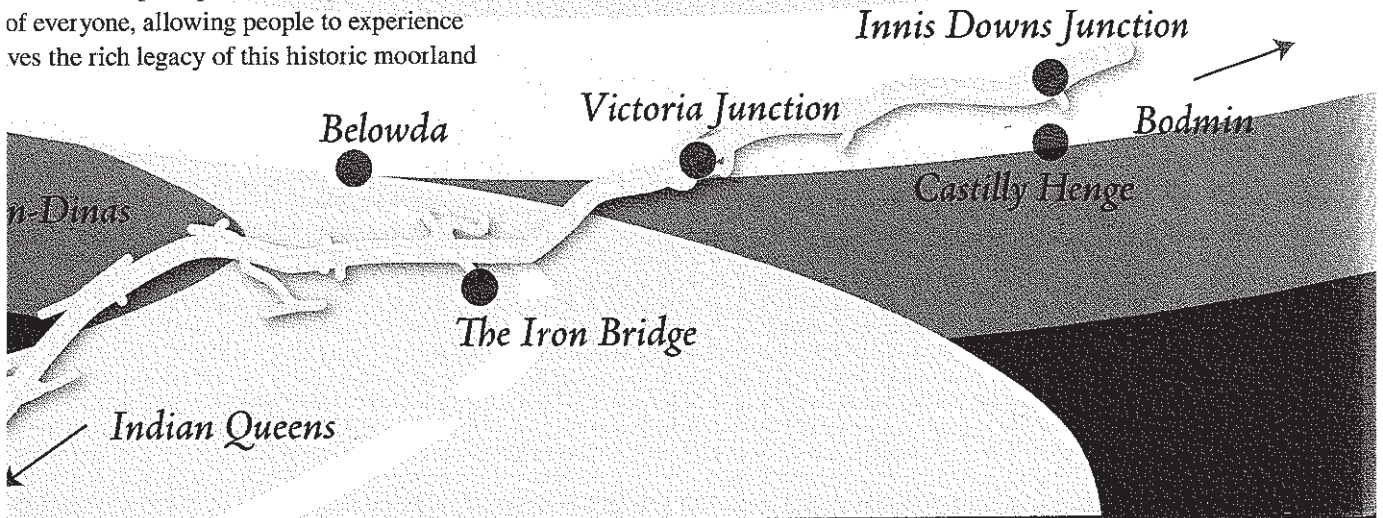 of everyone, allowing people to experience
ves the rich legacy of this historic moorland
Innis Downs Junction
Victoria Junction
Belowda
Bodmin
Castilly Henge
n-Dinas
The Iron Bridge
Indian Queens